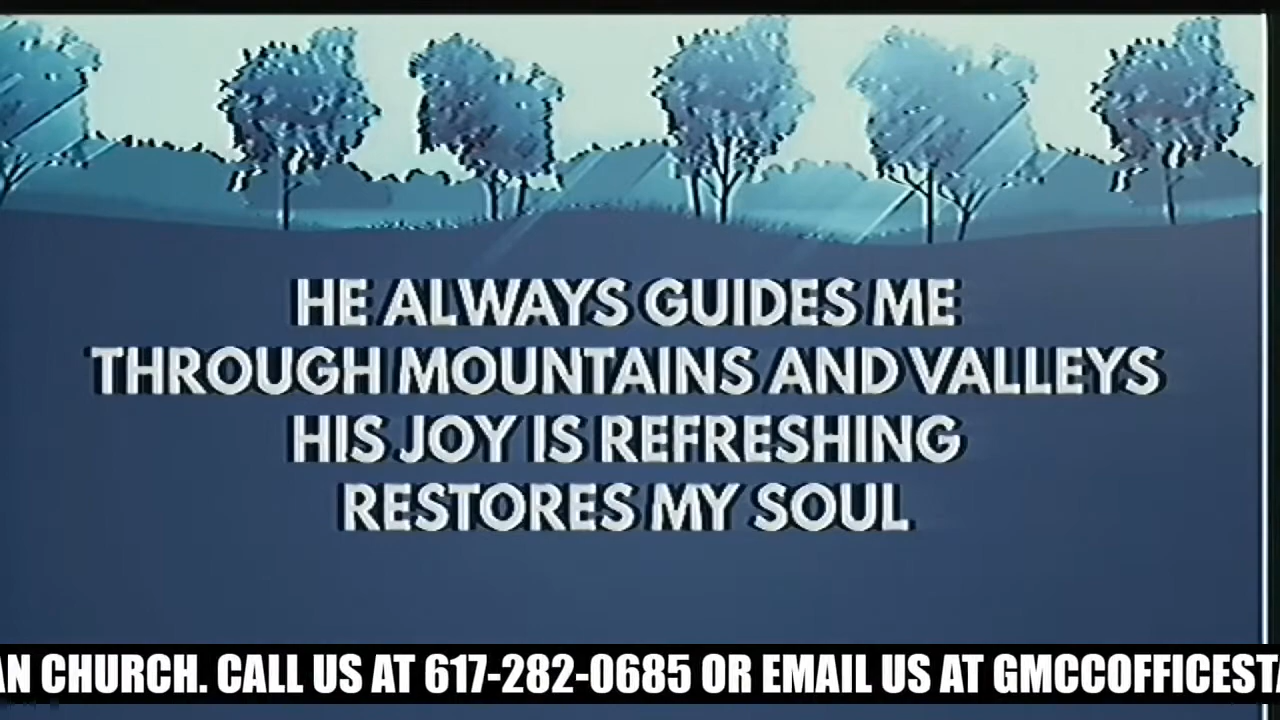 HE ALWAYS GUIDES ME
THROUGH MOUNTAINS AND VALLEYS
HIS JOY IS REFRESHING
RESTORES MY SOUL
AN CHURCH. CALL US AT 617-282-0685 OR EMAIL US AT GMCCOFFICEST